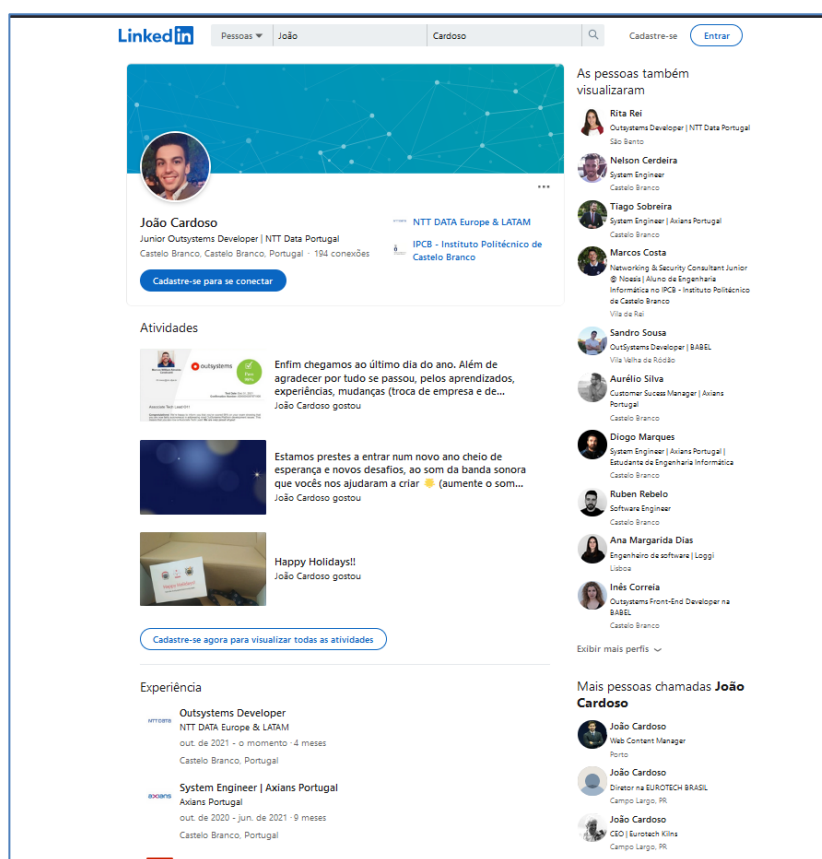 Linked in
Pessoas
João
Cardoso
Cadastre-se
Entrar
João Cardoso
Junior Outsystems Developer | NTT Data Portugal
Castelo Branco, Castelo Branco, Portugal · 194 conexões
Cadastre-se para se conectar
NTT DATA Europe & LATAM
IPCB - Instituto Politécnico de
Castelo Branco
Atividades
outsystems
Enfim chegamos ao último dia do ano. Além de
agradecer por tudo se passou, pelos aprendizados,
experiências, mudanças (troca de empresa e de...
João Cardoso gostou
Estamos prestes a entrar num novo ano cheio de
esperança e novos desafios, ao som da banda sonora
que vocês nos ajudaram a criar (aumente o som...
João Cardoso gostou
Happy Holidays!!
João Cardoso gostou
Cadastre-se agora para visualizar todas as atividades
Experiência
NTT DATA
Outsystems Developer
NTT DATA Europe & LATAM
out. de 2021 - o momento · 4 meses
Castelo Branco, Portugal
axians
System Engineer | Axians Portugal
Axians Portugal
out. de 2020 - jun. de 2021 · 9 meses
Castelo Branco, Portugal
As pessoas também
visualizaram
Rita Rei
Outsystems Developer | NTT Data Portugal
São Bento
Nelson Cerdeira
System Engineer
Castelo Branco
Tiago Sobreira
System Engineer | Axians Portugal
Castelo Branco
Marcos Costa
Networking & Security Consultant Junior
@ Noesis | Aluno de Engenharia
Informática no IPCB - Instituto Politécnico
de Castelo Branco
Vila de Rei
Sandro Sousa
OutSystems Developer | BABEL
Vila Velha de Ródão
Aurélio Silva
Customer Sucess Manager | Axians
Portugal
Castelo Branco
Diogo Marques
System Engineer | Axians Portugal |
Estudante de Engenharia Informática
Castelo Branco
Ruben Rebelo
Software Engineer
Castelo Branco
Ana Margarida Dias
Engenheiro de software | Loggi
Lisboa
Inês Correia
Outsystems Front-End Developer na
BABEL
Castelo Branco
Exibir mais perfis
Mais pessoas chamadas João
Cardoso
João Cardoso
Web Content Manager
Porto
João Cardoso
Diretor na EUROTECH BRASIL
Campo Largo, PR
João Cardoso
CEO | Eurotech Kilns
Campo Largo, PR